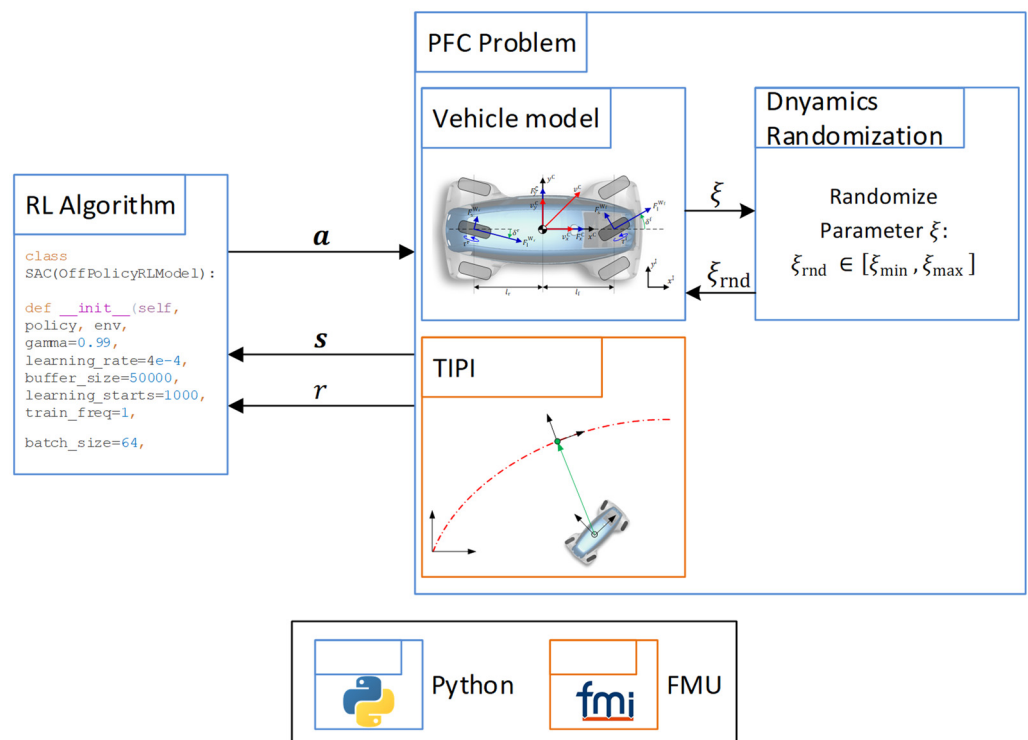 PFC Problem
Vehicle model
Dnyamics
Randomization
RL Algorithm
class
SAC(OffPolicyRLModel):
def __init__(self,
policy, env,
gamma=0.99,
learning_rate=4e-4,
buffer_size=50000,
learning_starts=1000,
train_freq=1,
batch_size=64,
a
s
r
ξ
ξrnd
Randomize
Parameter ξ:
ξrnd ∈ [ξmin , ξmax ]
TIPI
Python
fmi
FMU